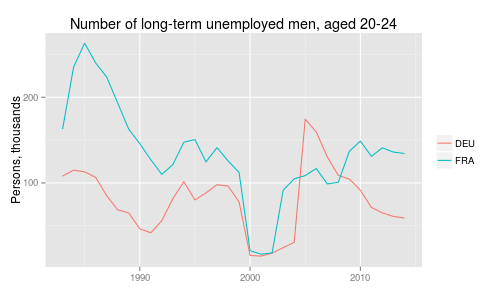 Number of long-term unemployed men, aged 20-24
Persons, thousands
200
100
1990
2000
2010
DEU
FRA